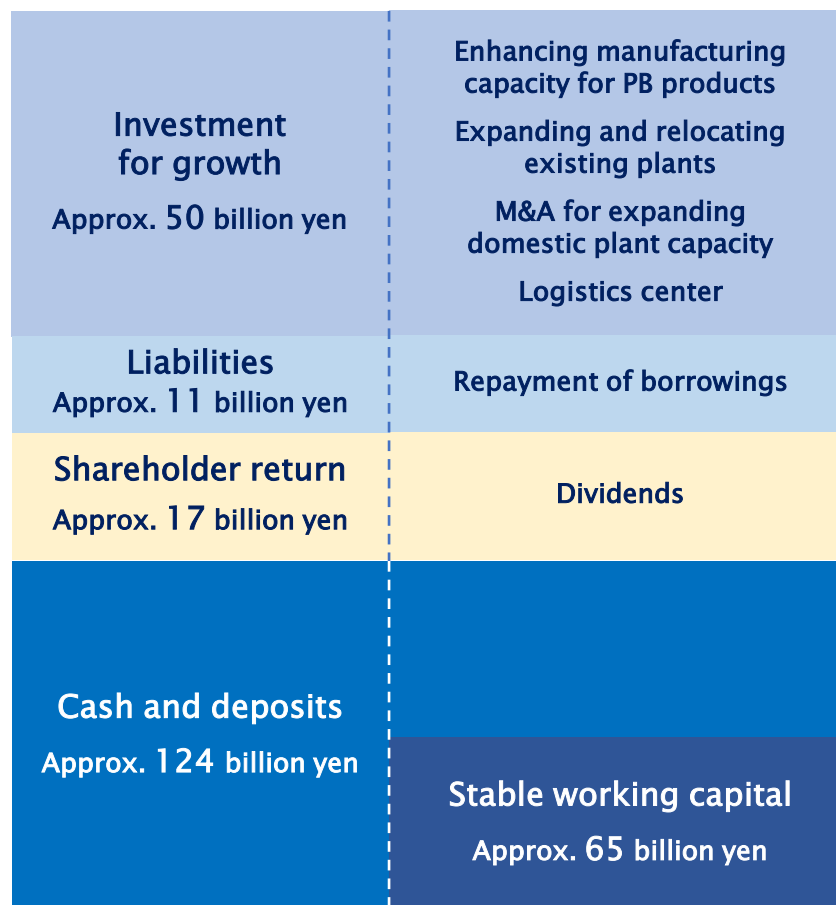 Investment
for growth
Approx. 50 billion yen
Enhancing manufacturing
capacity for PB products
Expanding and relocating
existing plants
M&A for expanding
domestic plant capacity
Logistics center
Liabilities
Approx. 11 billion yen
Repayment of borrowings
Shareholder return
Approx. 17 billion yen
Dividends
Cash and deposits
Approx. 124 billion yen
Stable working capital
Approx. 65 billion yen